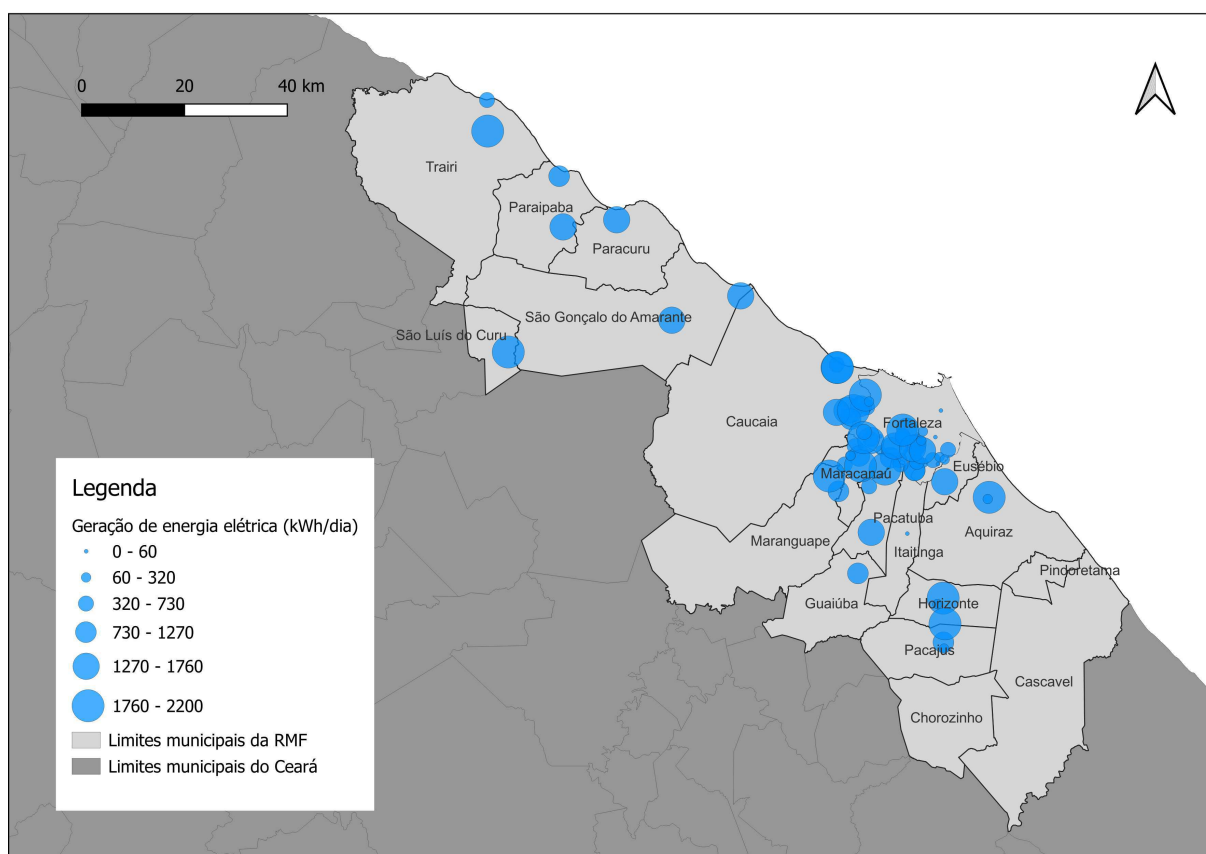 0 20 40 km
Trairi
Paraipaba
Paracuru
São Gonçalo do Amarante
São Luís do Curu
Caucaia
Fortaleza
Eusébio
Maracanaú
Pacatuba
Aquiraz
Maranguape
Itaitinga
Pindoretama
Guaiúba
Horizonte
Pacajus
Cascavel
Chorozinho
Legenda
Geração de energia elétrica (kWh/dia)
0 - 60
60 - 320
320 - 730
730 - 1270
1270 - 1760
1760 - 2200
Limites municipais da RMF
Limites municipais do Ceará